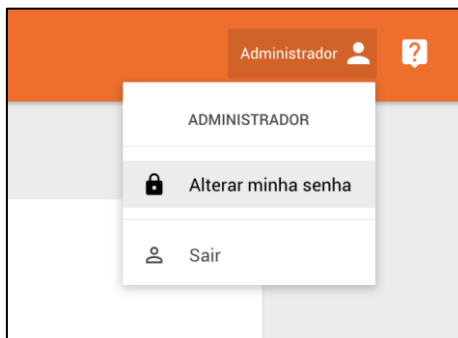 Administrador
?
ADMINISTRADOR
Alterar minha senha
Sair